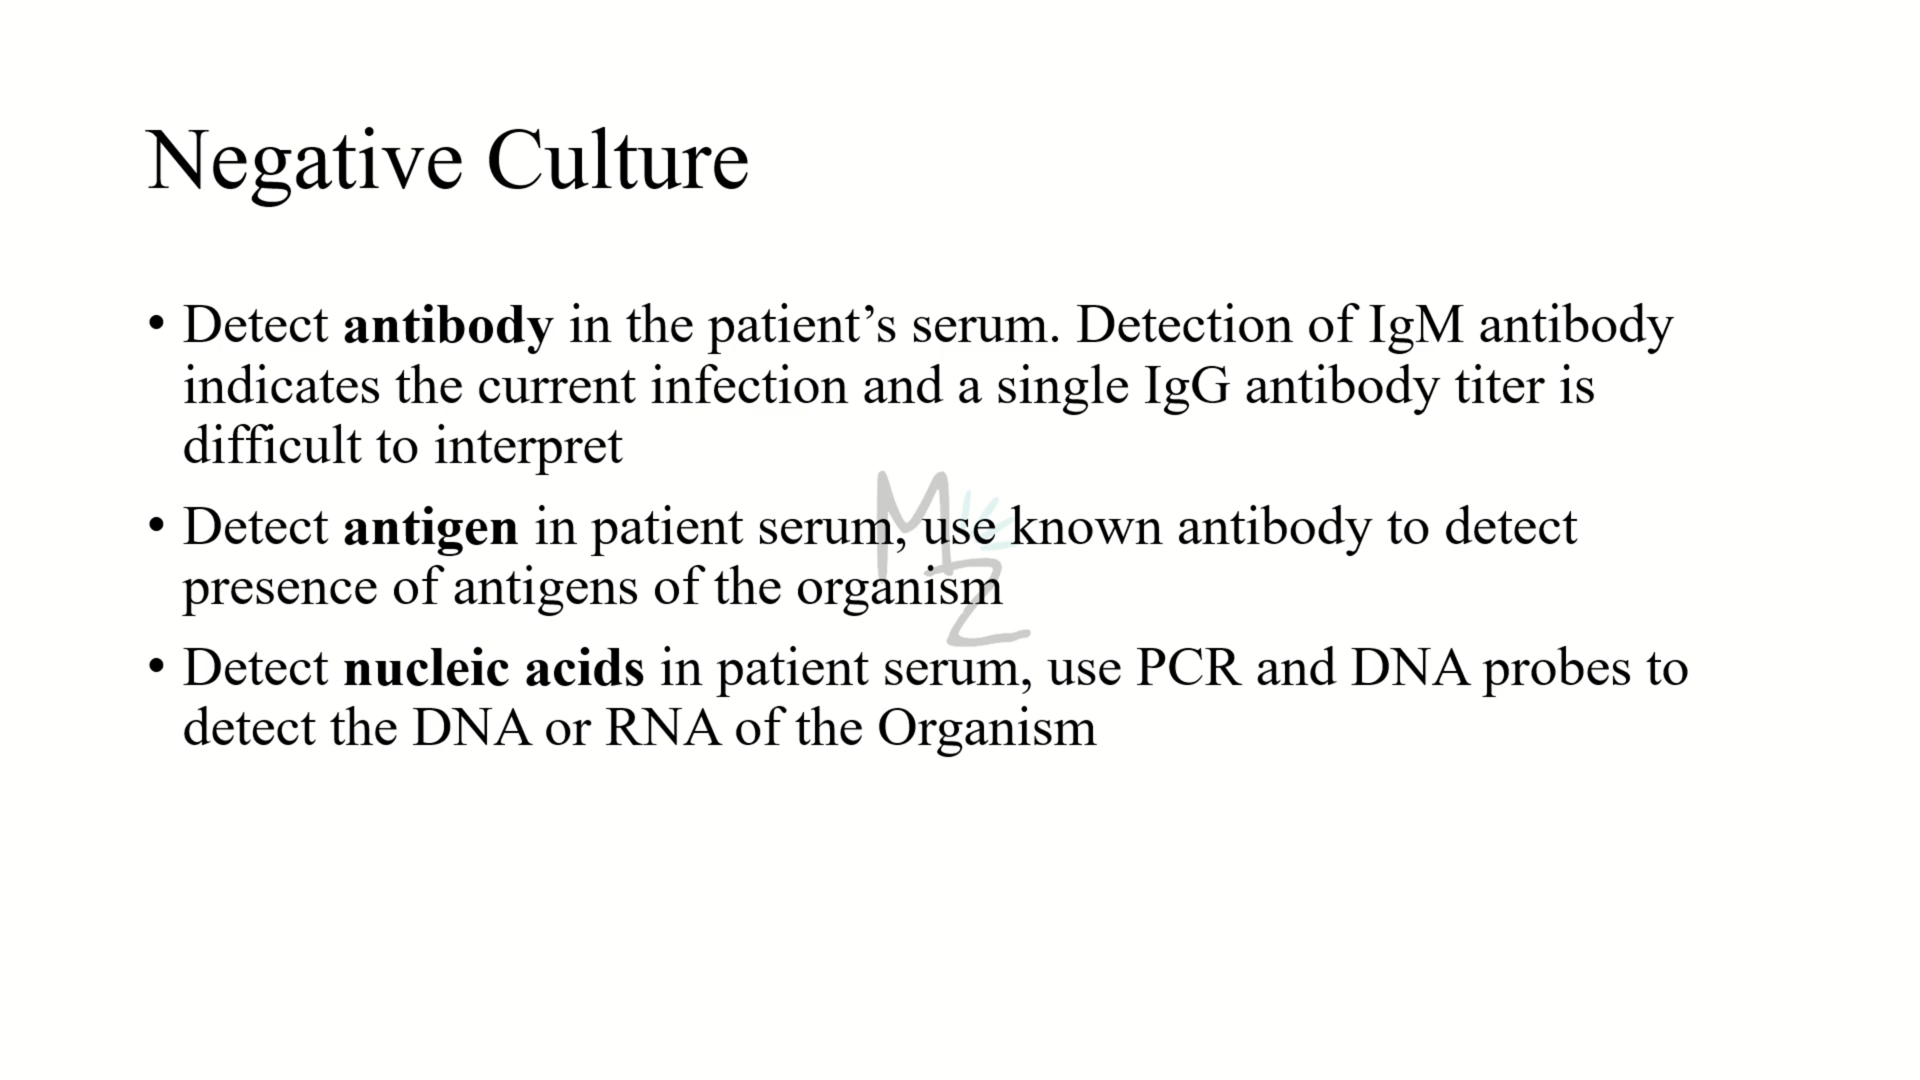 Negative Culture
• Detect antibody in the patient’s serum. Detection of IgM antibody
indicates the current infection and a single IgG antibody titer is
difficult to interpret
• Detect antigen in patient serum, use known antibody to detect
presence of antigens of the organism
• Detect nucleic acids in patient serum, use PCR and DNA probes to
detect the DNA or RNA of the Organism
MZ